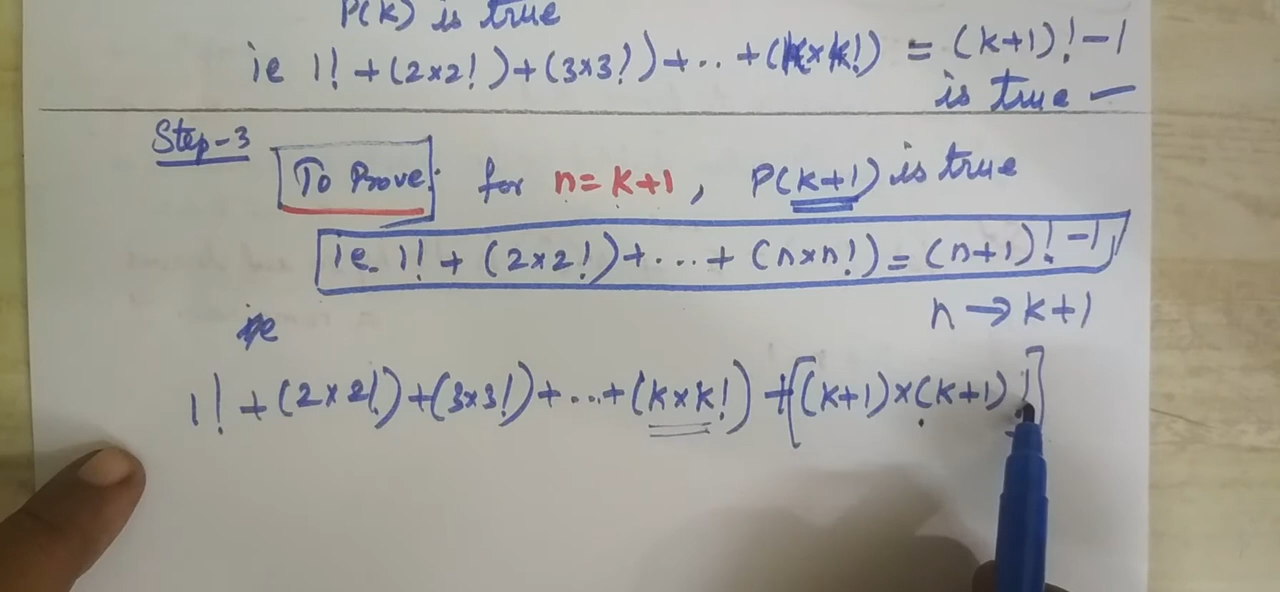 P(k) is true
ie 1! + (2×2!) + (3×3!) + .. + (k×k!) = (k+1)! - 1
is true -
Step-3
To Prove: for n = k+1, P(k+1) is true
ie. 1! + (2×2!) + ... + (n×n!) = (n+1)! - 1
n → k+1
ie
1! + (2×2!) + (3×3!) + ... + (k×k!) + [(k+1)×(k+1)!]